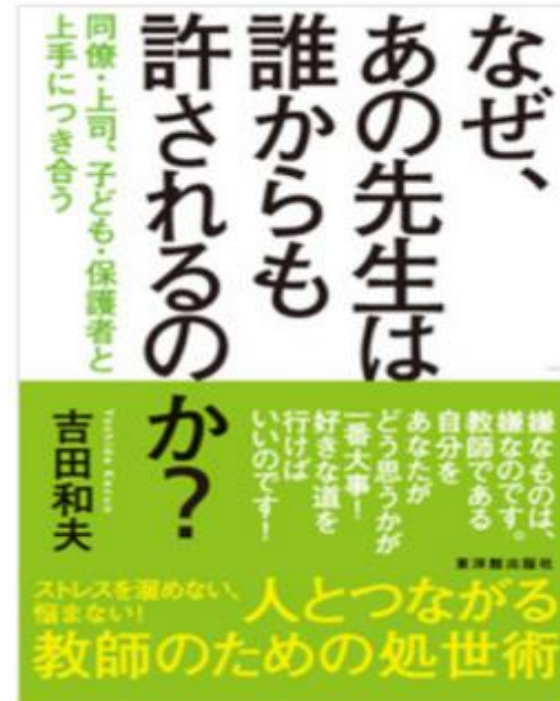 なぜ、
あの先生は
誰からも
許されるのか?
同僚・上司、子ども・保護者と
上手につき合う
嫌なものは、
嫌なのです。
教師である
自分を
あなたが
どう思うかが
一番大事!
好きな道を
行けば
いいのです!
Yoshida Kazuo
吉田和夫
東洋館出版社
ストレスを溜めない、
悩まない!
人とつながる
教師のための処世術